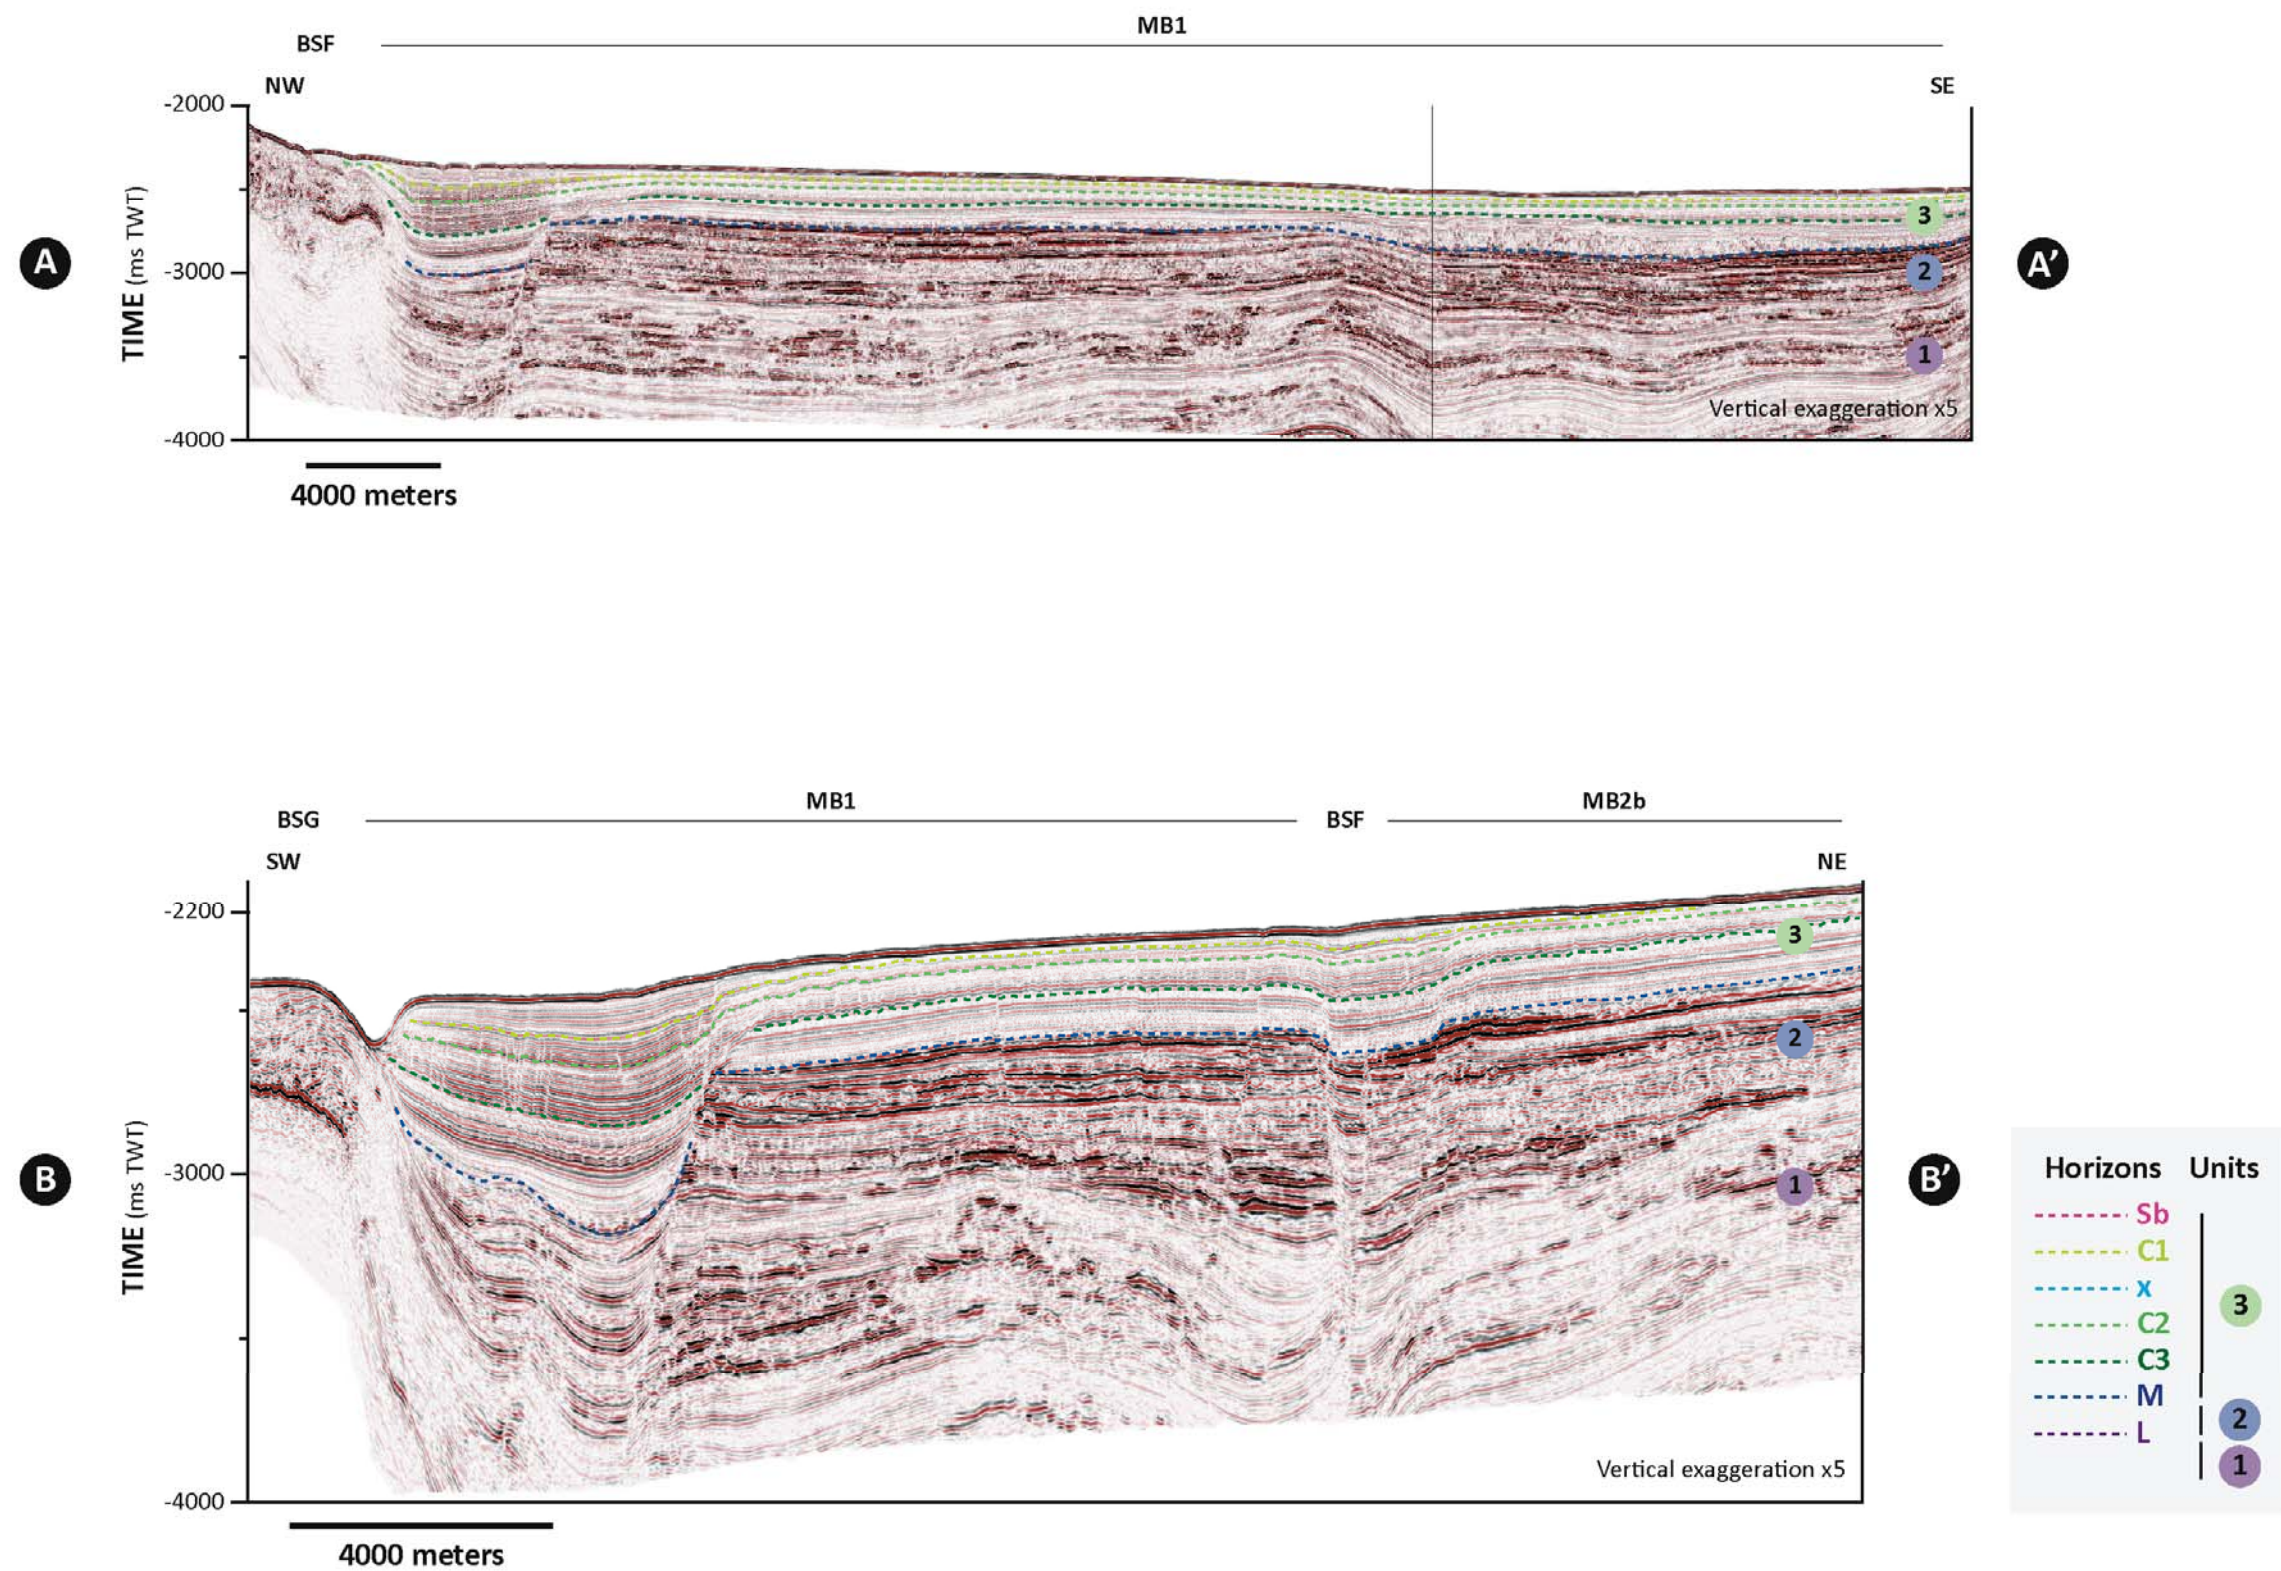 MB1
BSF
NW
SE
-2000
-3000
-4000
TIME (ms TWT)
A
A’
3
2
1
Vertical exaggeration x5
4000 meters
MB1
MB2b
BSG
BSF
SW
NE
-2200
-3000
-4000
TIME (ms TWT)
B
B’
3
2
1
Vertical exaggeration x5
4000 meters
Horizons Units
Sb
C1
x
C2
C3
M
L
3
2
1